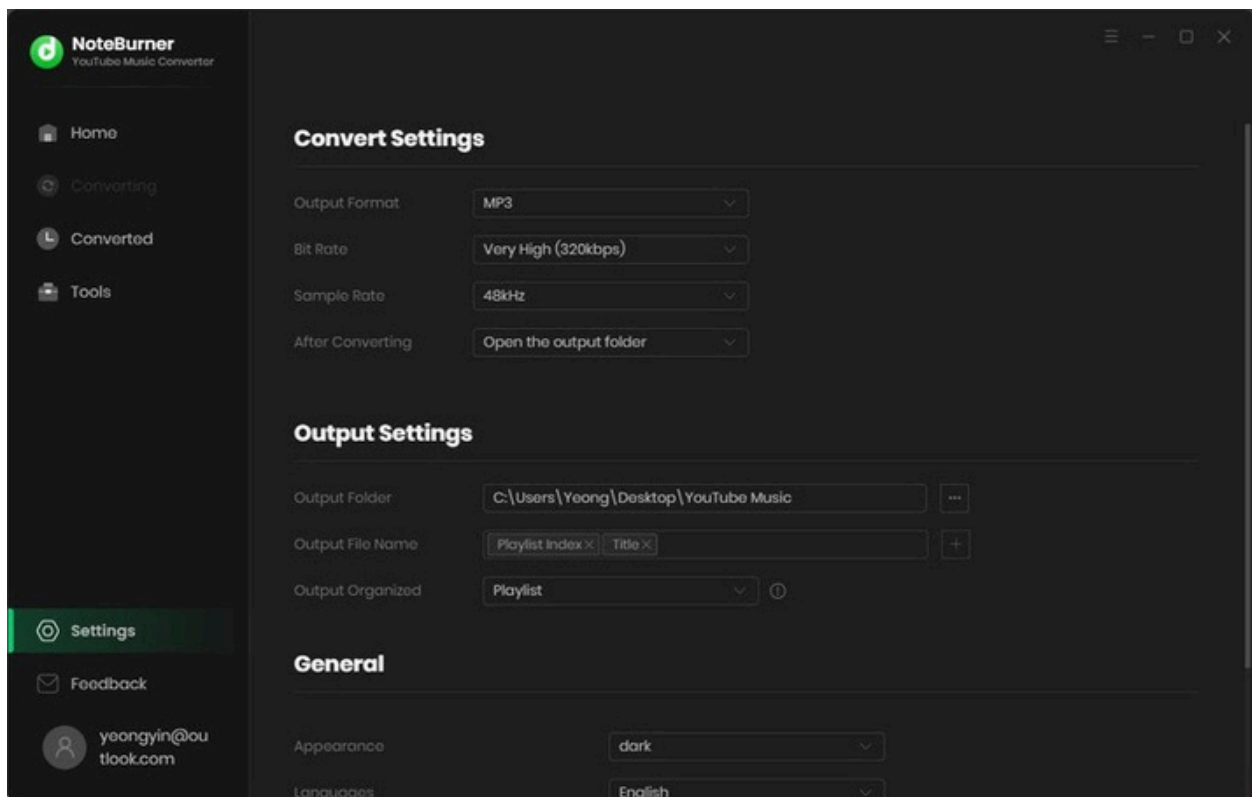 NoteBurner
YouTube Music Converter
Home
Converting
Converted
Tools
Settings
Feedback
yeongyin@ou
tlook.com
Convert Settings
Output Format MP3
Bit Rate Very High (320kbps)
Sample Rate 48kHz
After Converting Open the output folder
Output Settings
Output Folder C:\Users\Yeong\Desktop\YouTube Music ...
Output File Name Playlist Index× Title× +
Output Organized Playlist
General
Appearance dark
Languages English